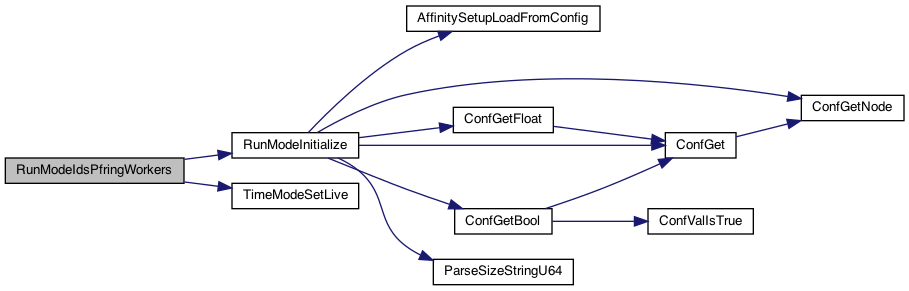 AffinitySetupLoadFromConfig
ConfGetNode
ConfGetFloat
RunModeInitialize
ConfGet
RunModeIdsPfringWorkers
TimeModeSetLive
ConfGetBool
ConfValIsTrue
ParseSizeStringU64